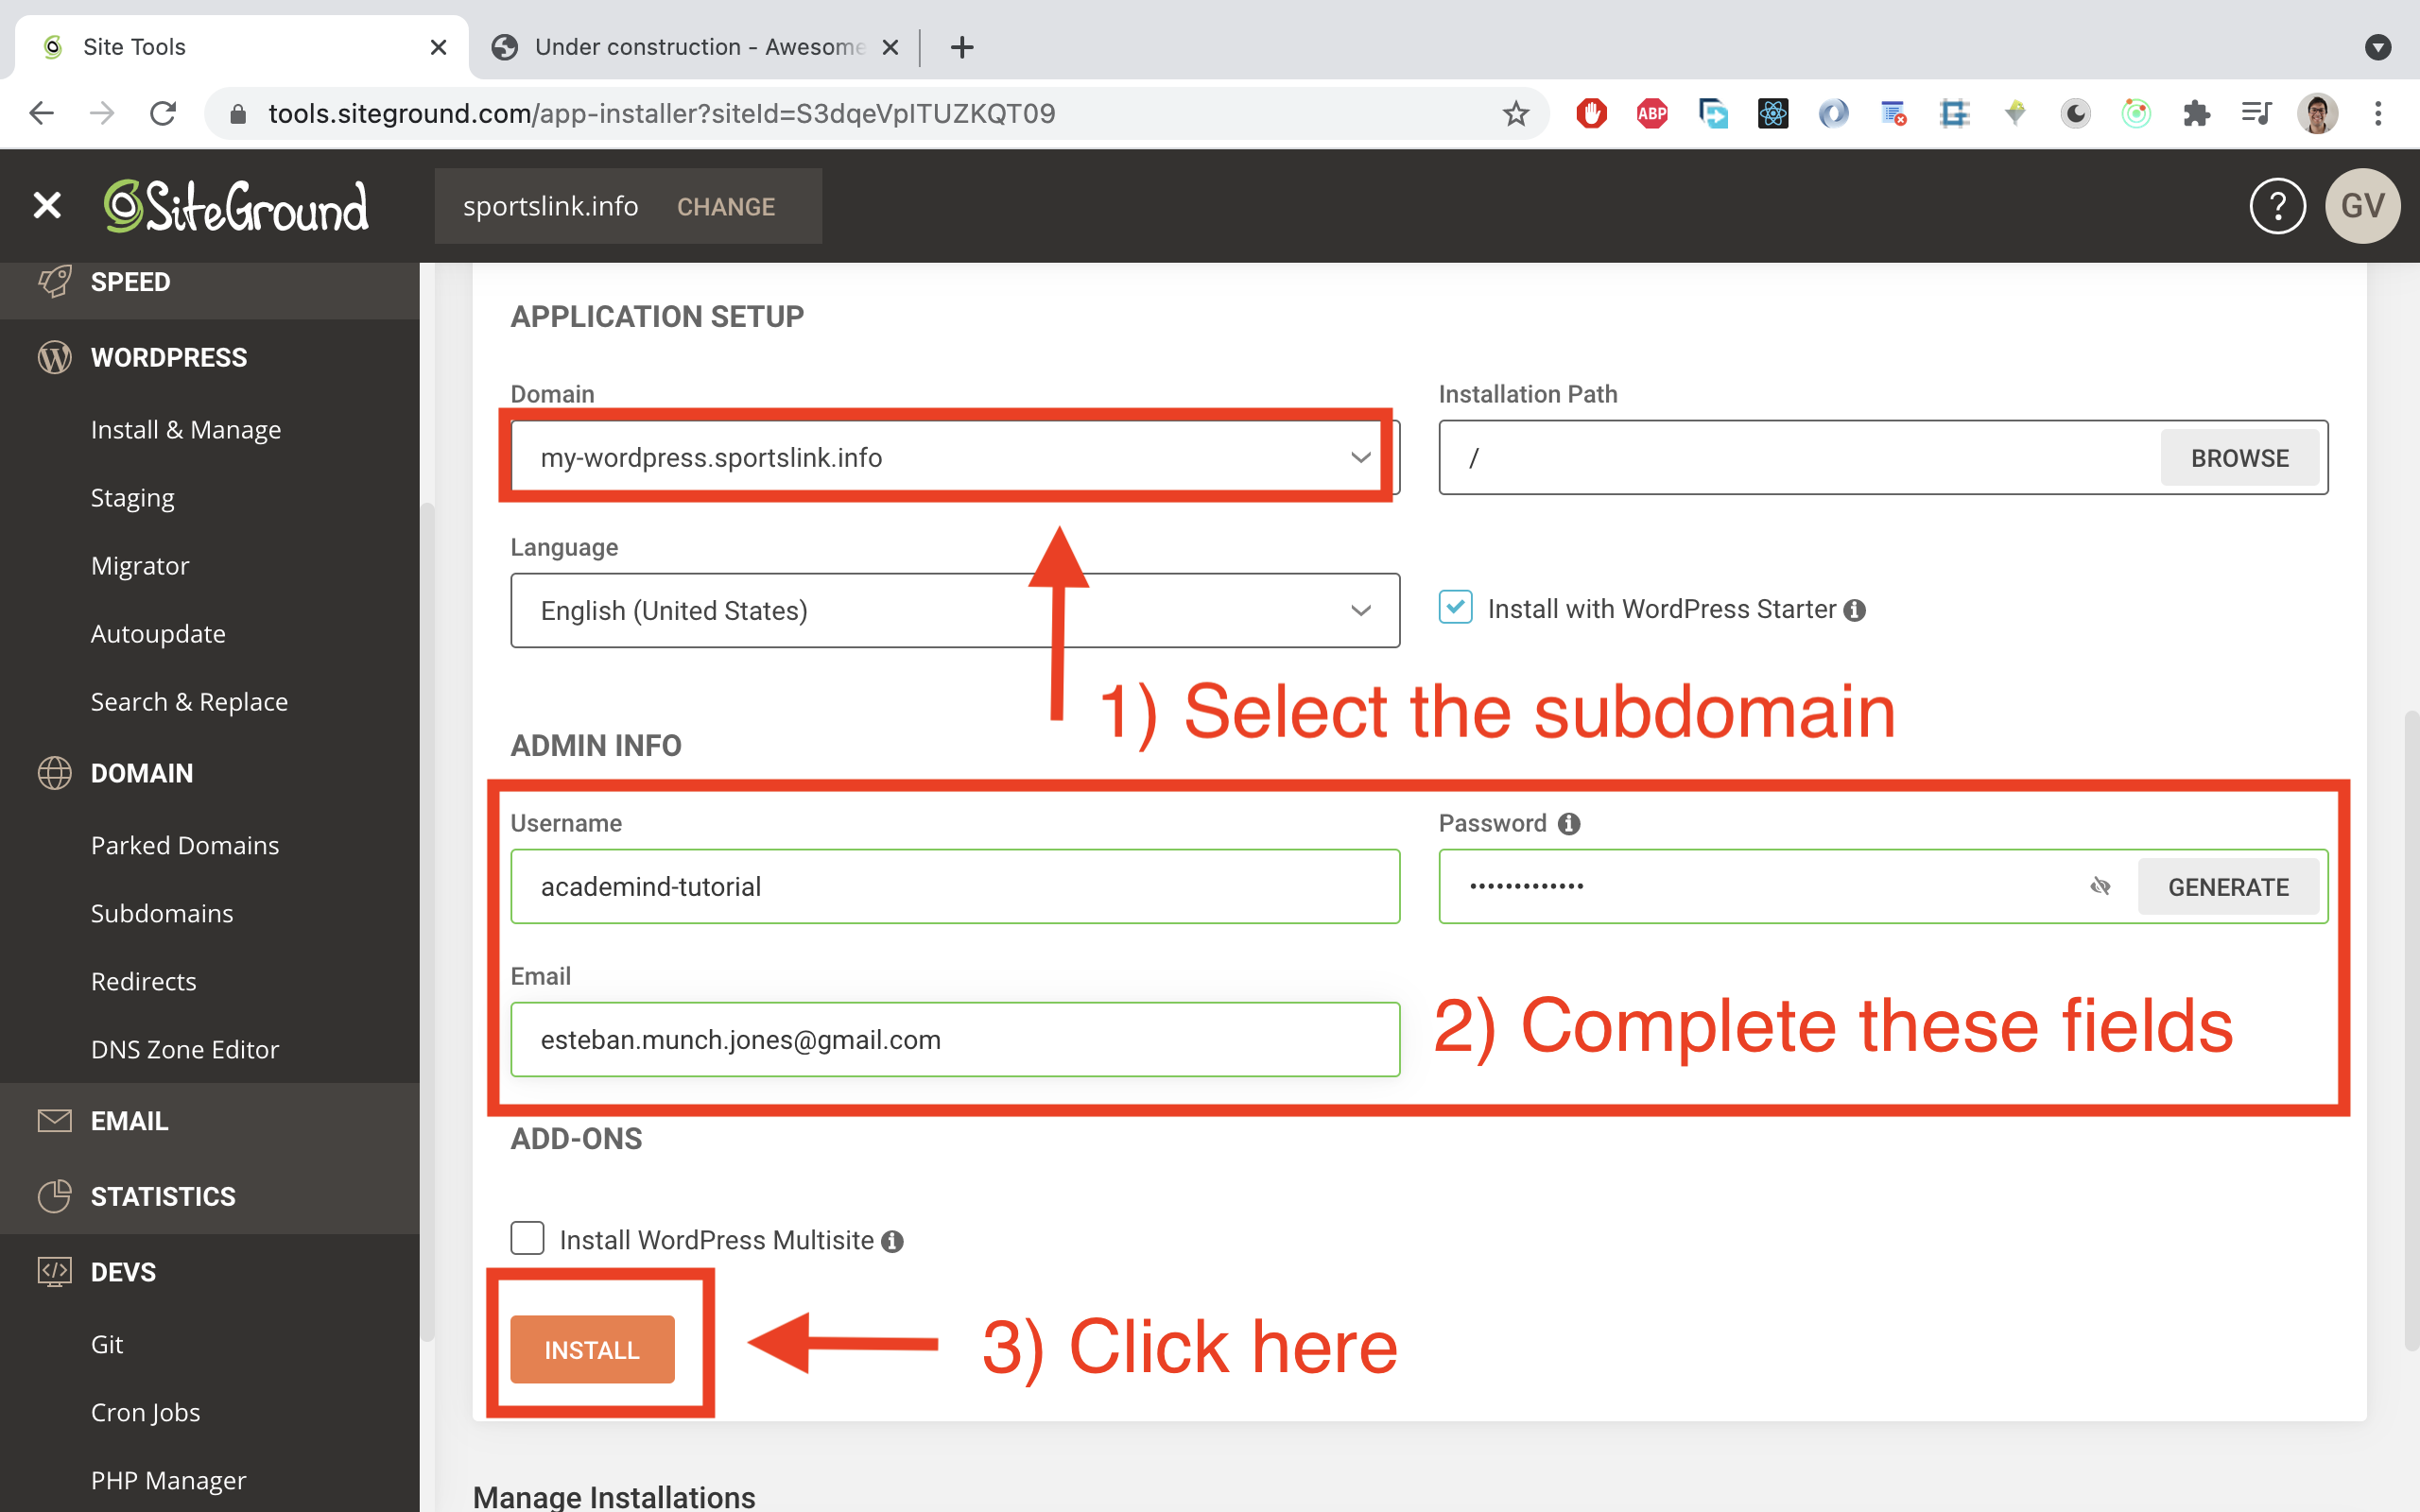 Site Tools
Under construction - Awesome
tools.siteground.com/app-installer?siteId=S3dqeVpITUZKQT09
ABP
SiteGround
sportslink.info CHANGE
?
GV
SPEED
WORDPRESS
Install & Manage
Staging
Migrator
Autoupdate
Search & Replace
DOMAIN
Parked Domains
Subdomains
Redirects
DNS Zone Editor
EMAIL
STATISTICS
DEVS
Git
Cron Jobs
PHP Manager
APPLICATION SETUP
Domain
my-wordpress.sportslink.info
Installation Path
/
BROWSE
Language
English (United States)
Install with WordPress Starter
1) Select the subdomain
ADMIN INFO
Username
academind-tutorial
Password
•••••••••••••
GENERATE
Email
esteban.munch.jones@gmail.com
2) Complete these fields
ADD-ONS
Install WordPress Multisite
INSTALL
3) Click here
Manage Installations